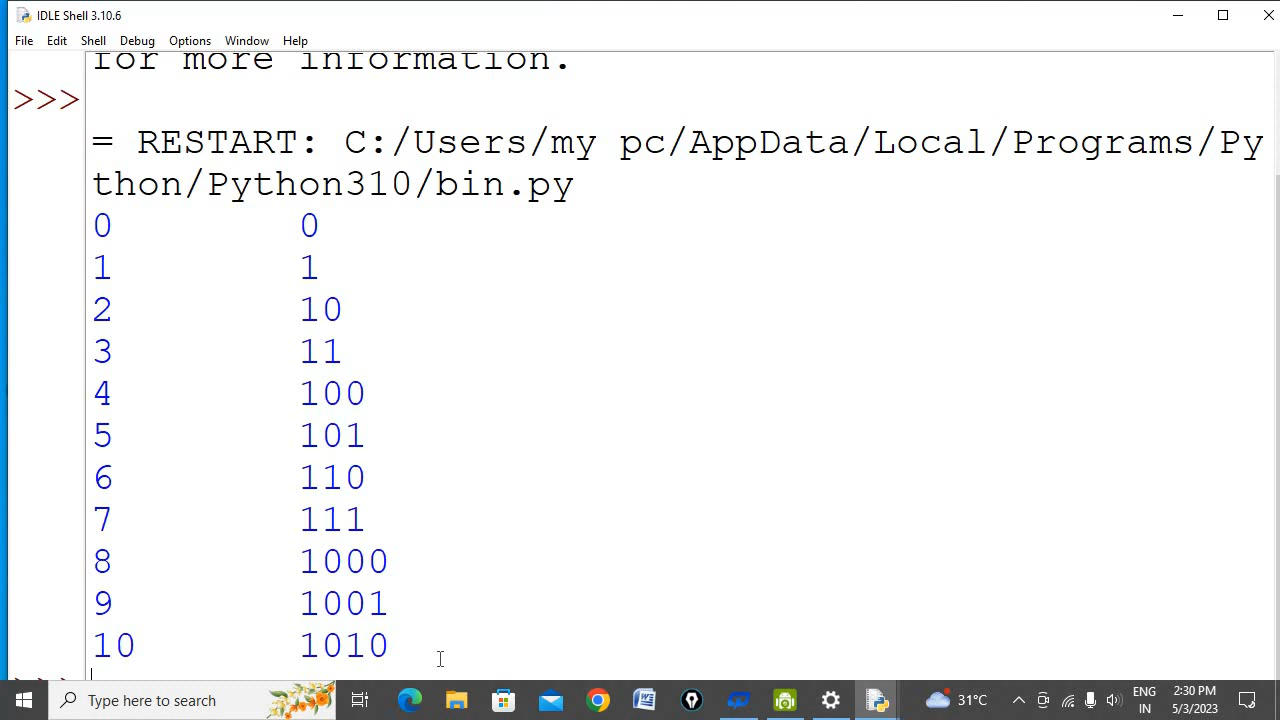 IDLE Shell 3.10.6
File Edit Shell Debug Options Window Help
for more information.
>>>
= RESTART: C:/Users/my pc/AppData/Local/Programs/Py
thon/Python310/bin.py
0 0
1 1
2 10
3 11
4 100
5 101
6 110
7 111
8 1000
9 1001
10 1010
>>>
Type here to search 31°C ENG 2:30 PM
IN 5/3/2023